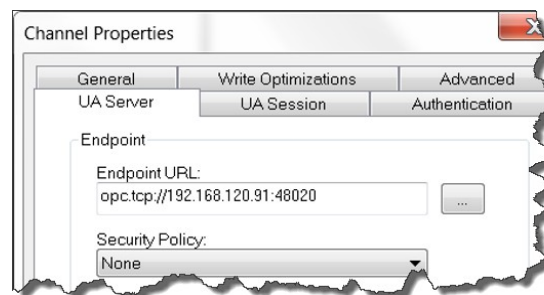 Channel Properties
General Write Optimizations Advanced
UA Server UA Session Authentication
Endpoint
Endpoint URL:
opc.tcp://192.168.120.91:48020
...
Security Policy:
None